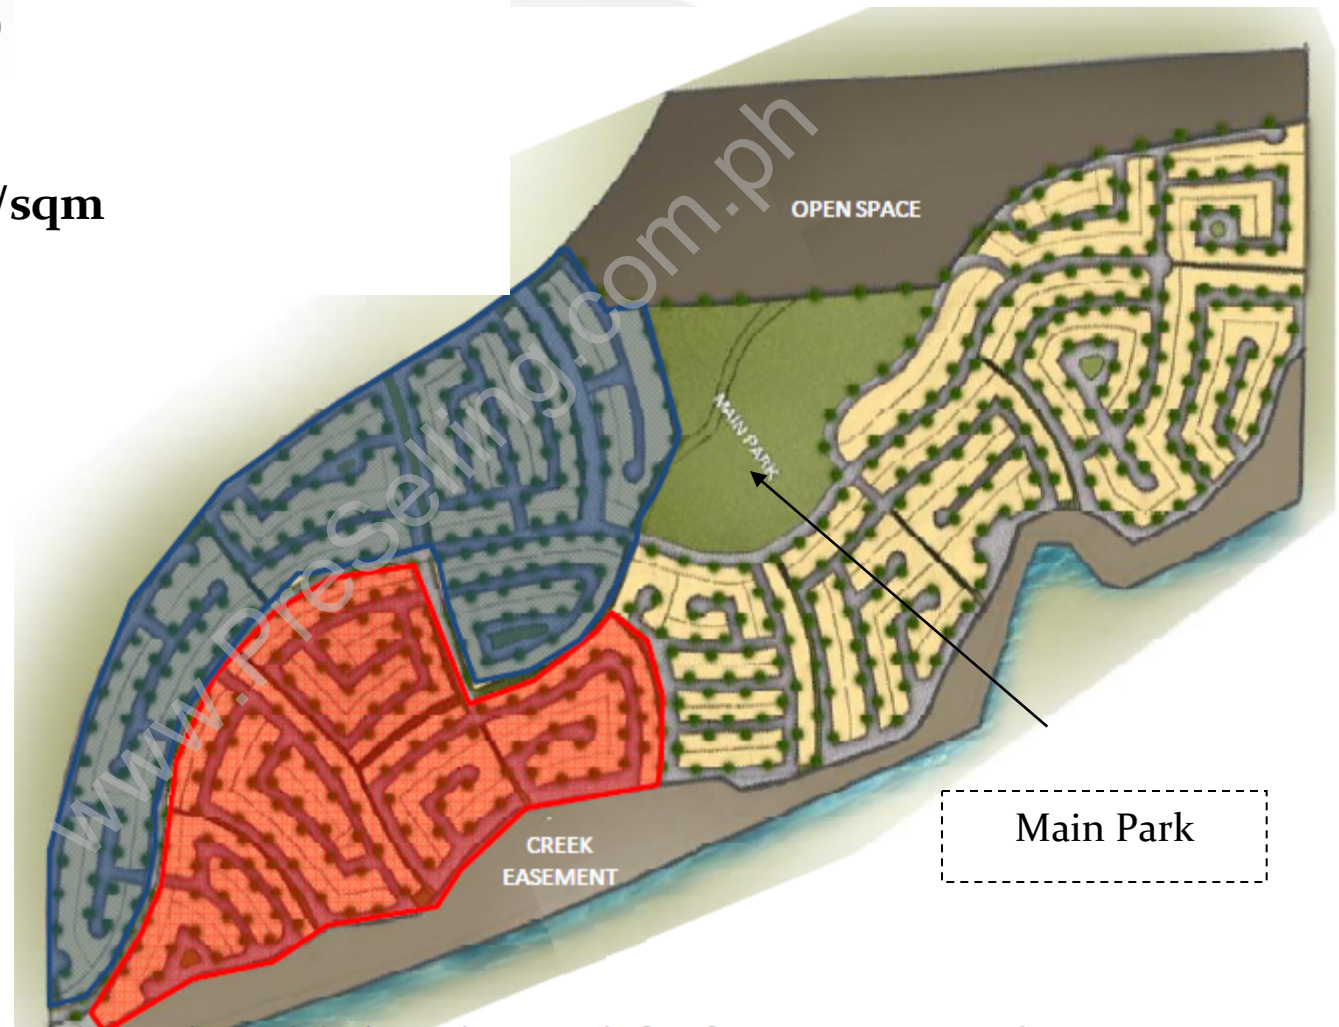 /sqm
OPEN SPACE
MAIN PARK
www.PreSelling.com.ph
CREEK
EASEMENT
Main Park